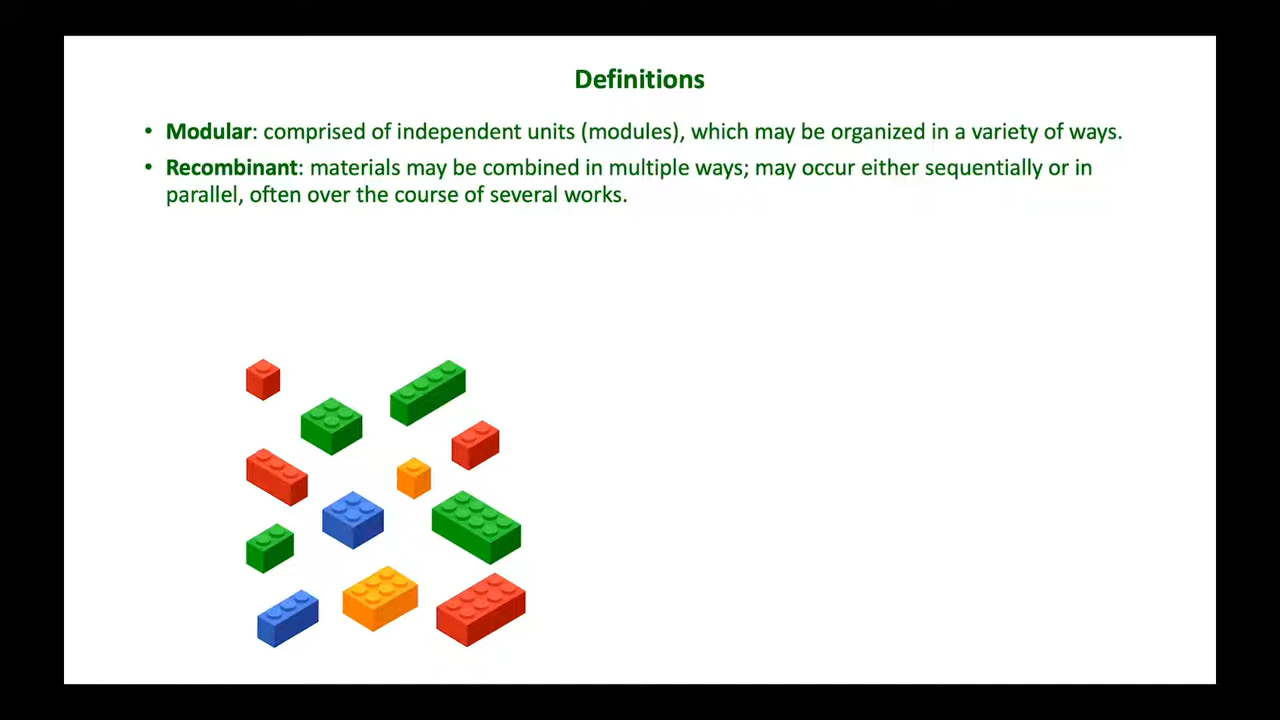 Definitions
• Modular: comprised of independent units (modules), which may be organized in a variety of ways.
• Recombinant: materials may be combined in multiple ways; may occur either sequentially or in
parallel, often over the course of several works.